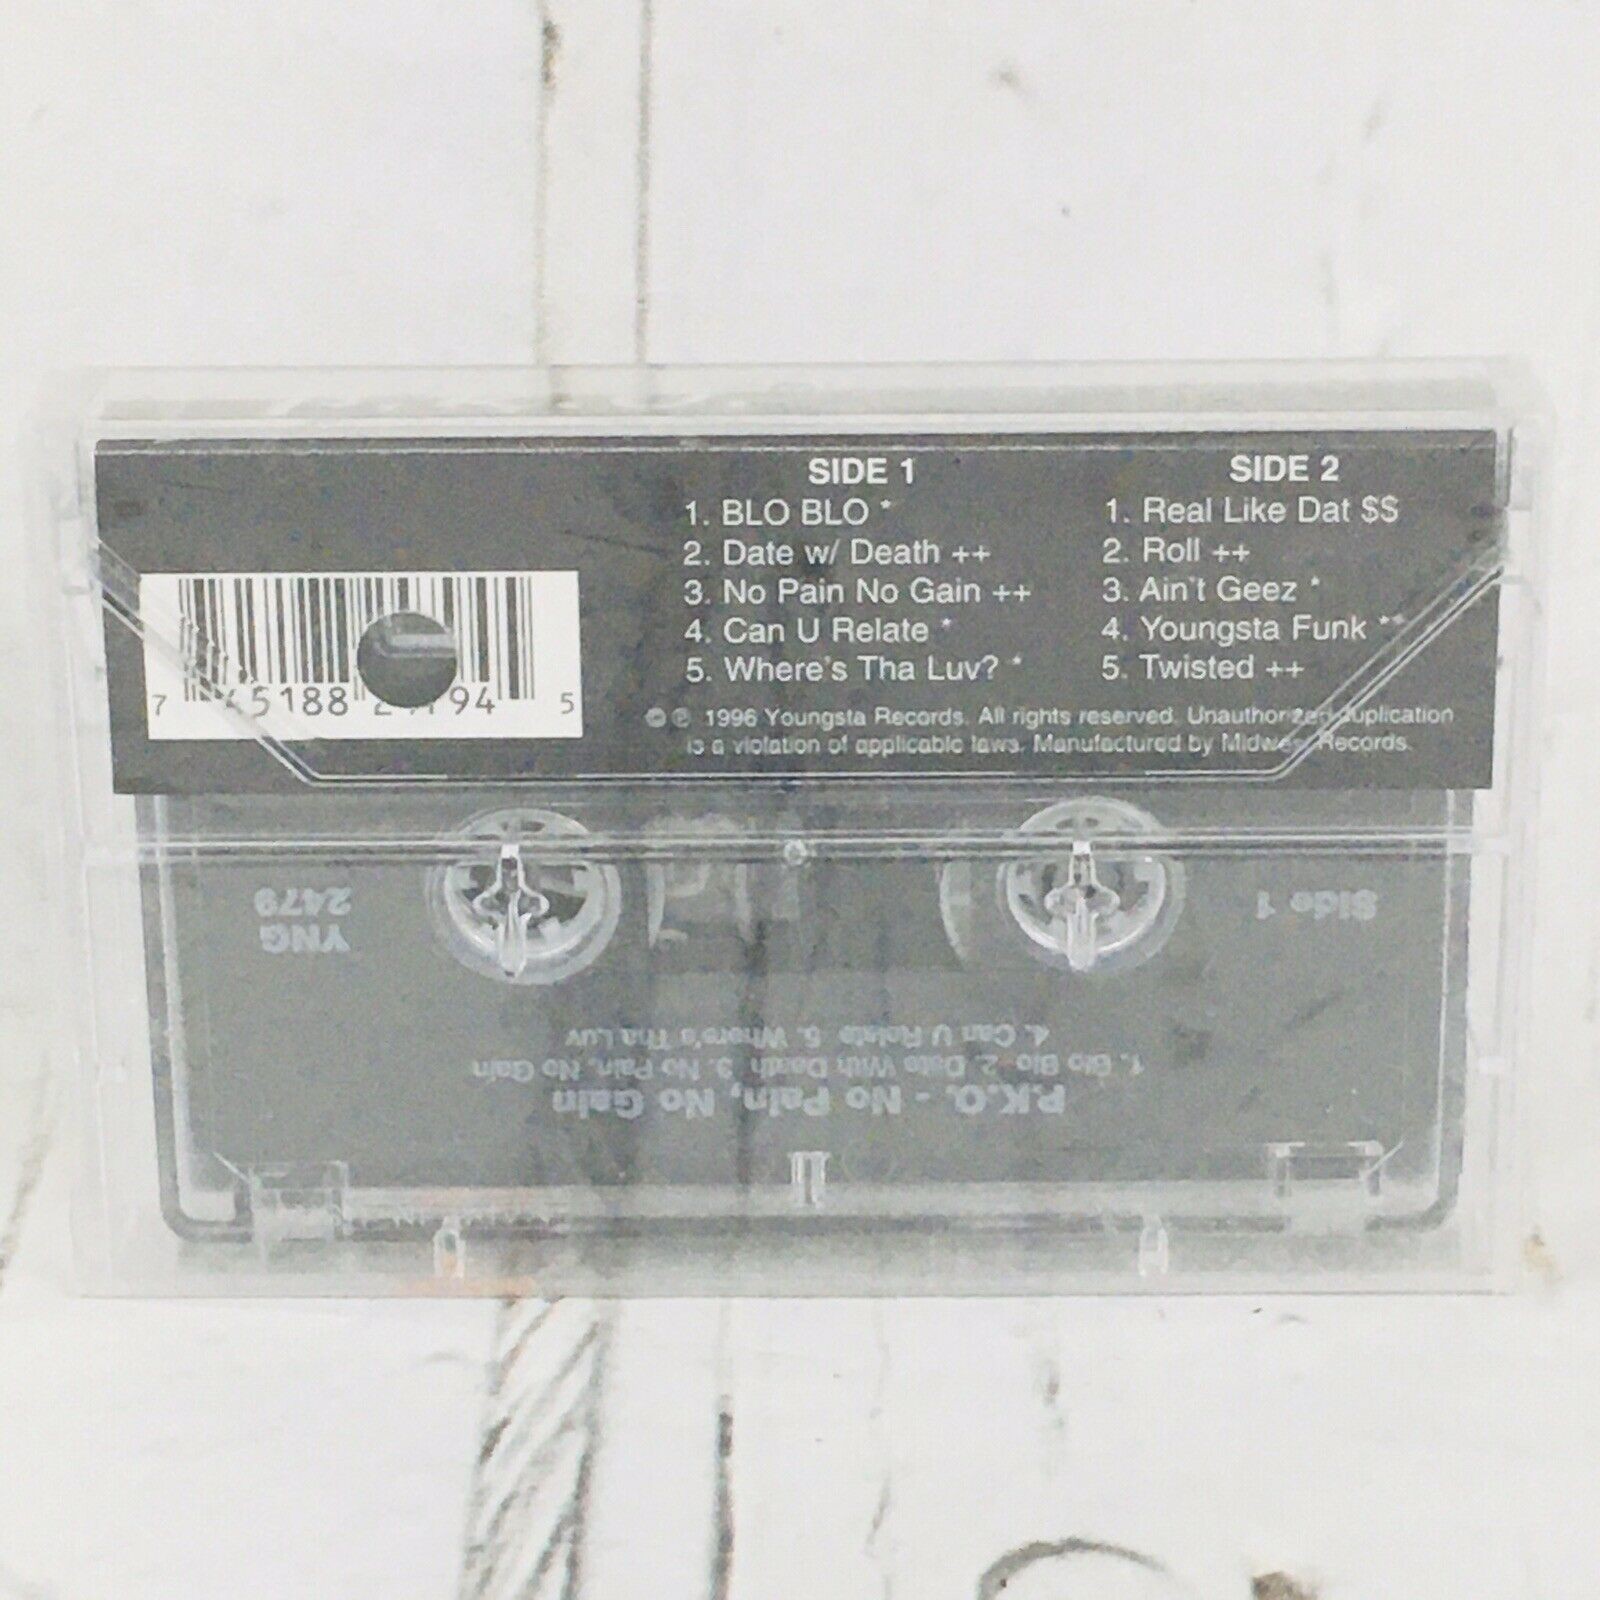 SIDE 1
1. BLO BLO *
2. Date w/ Death ++
3. No Pain No Gain ++
4. Can U Relate *
5. Where's Tha Luv? *
SIDE 2
1. Real Like Dat $$
2. Roll ++
3. Ain't Geez *
4. Youngsta Funk **
5. Twisted ++
7 45188 94 5
© ℗ 1996 Youngsta Records. All rights reserved. Unauthorized duplication
is a violation of applicable laws. Manufactured by Midwest Records.
P.K.O. - No Pain, No Gain
1. Blo Blo 2. Date With Death 3. No Pain, No Gain
4. Can U Relate 5. Where's Tha Luv
Side 1
YNG
2479